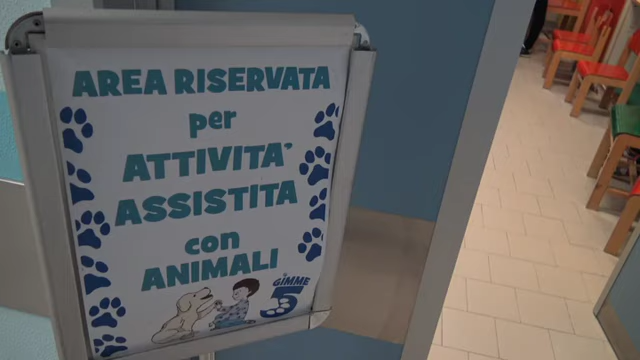 AREA RISERVATA
per
ATTIVITA'
ASSISTITA
con
ANIMALI
GIMME
5